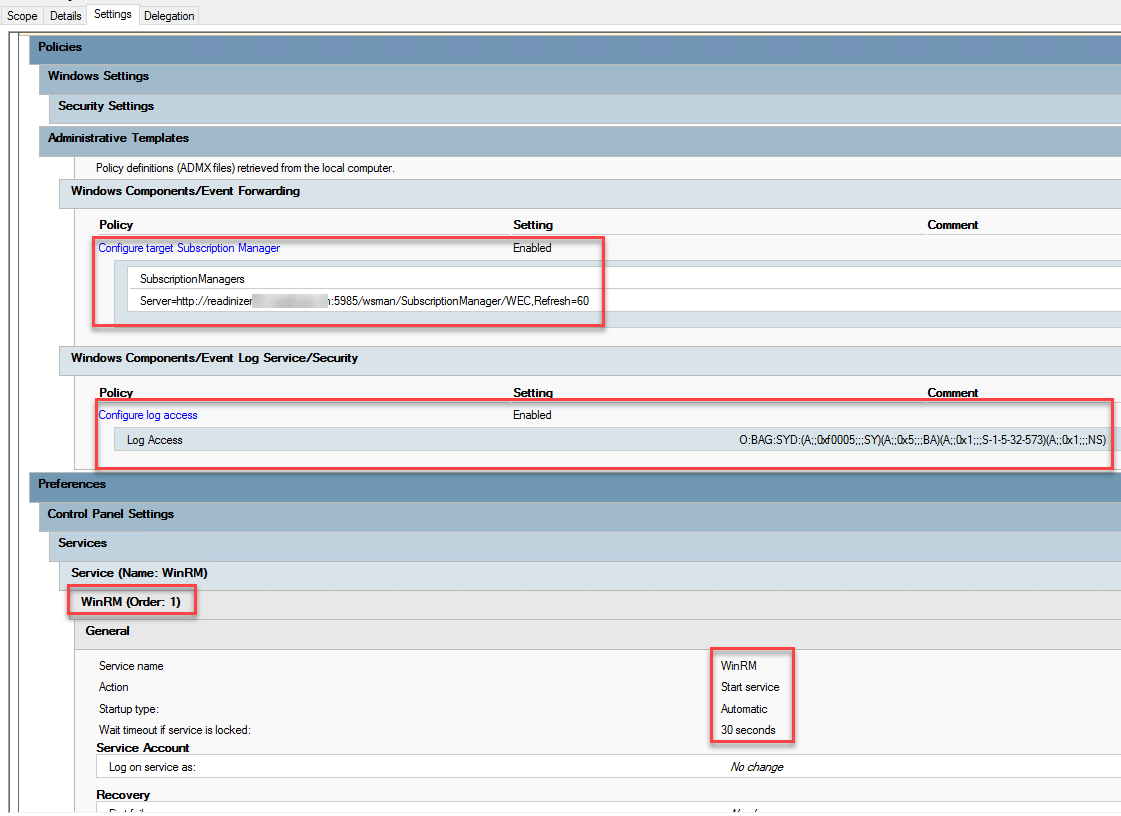 Scope Details Settings Delegation
Policies
Windows Settings
Security Settings
Administrative Templates
Policy definitions (ADMX files) retrieved from the local computer.
Windows Components/Event Forwarding
Policy Setting Comment
Configure target Subscription Manager Enabled
SubscriptionManagers
Server=http://readinizer :5985/wsman/SubscriptionManager/WEC,Refresh=60
Windows Components/Event Log Service/Security
Policy Setting Comment
Configure log access Enabled
Log Access O:BAG:SYD:(A;;0xf0005;;;SY)(A;;0x5;;;BA)(A;;0x1;;;S-1-5-32-573)(A;;0x1;;;NS)
Preferences
Control Panel Settings
Services
Service (Name: WinRM)
WinRM (Order: 1)
General
Service name WinRM
Action Start service
Startup type: Automatic
Wait timeout if service is locked: 30 seconds
Service Account
Log on service as: No change
Recovery